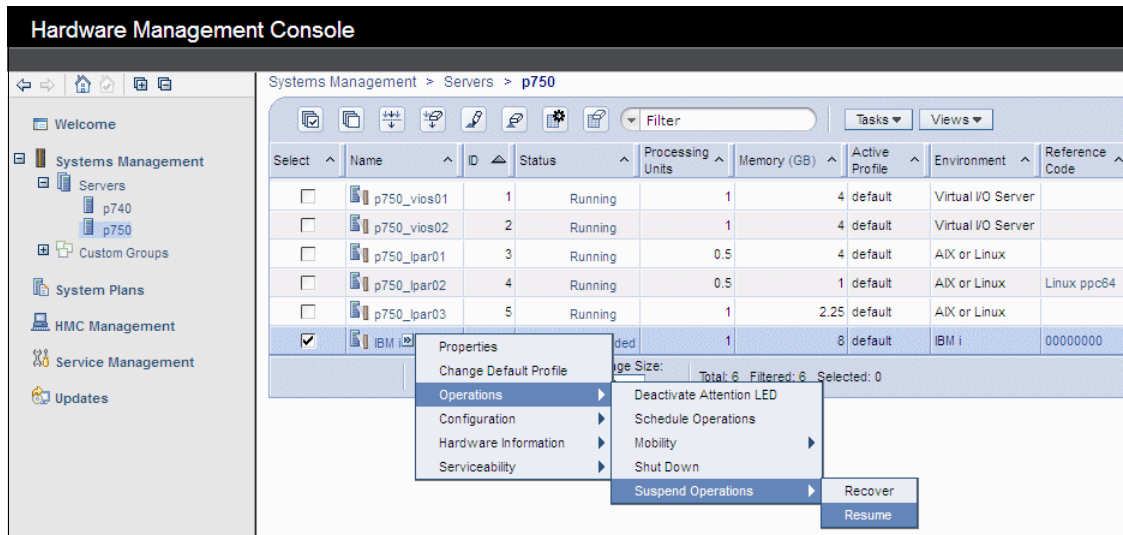 Hardware Management Console
Systems Management > Servers > p750
Welcome
Systems Management
Servers
p740
p750
Custom Groups
System Plans
HMC Management
Service Management
Updates
Filter
Tasks
Views
Select Name ID Status Processing Units Memory (GB) Active Profile Environment Reference Code
p750_vios01 1 Running 1 4 default Virtual I/O Server
p750_vios02 2 Running 1 4 default Virtual I/O Server
p750_lpar01 3 Running 0.5 4 default AIX or Linux
p750_lpar02 4 Running 0.5 1 default AIX or Linux Linux ppc64
p750_lpar03 5 Running 1 2.25 default AIX or Linux
IBM i ded 1 8 default IBM i 00000000
ge Size: Total: 6 Filtered: 6 Selected: 0
Properties
Change Default Profile
Operations
Configuration
Hardware Information
Serviceability
Deactivate Attention LED
Schedule Operations
Mobility
Shut Down
Suspend Operations
Recover
Resume